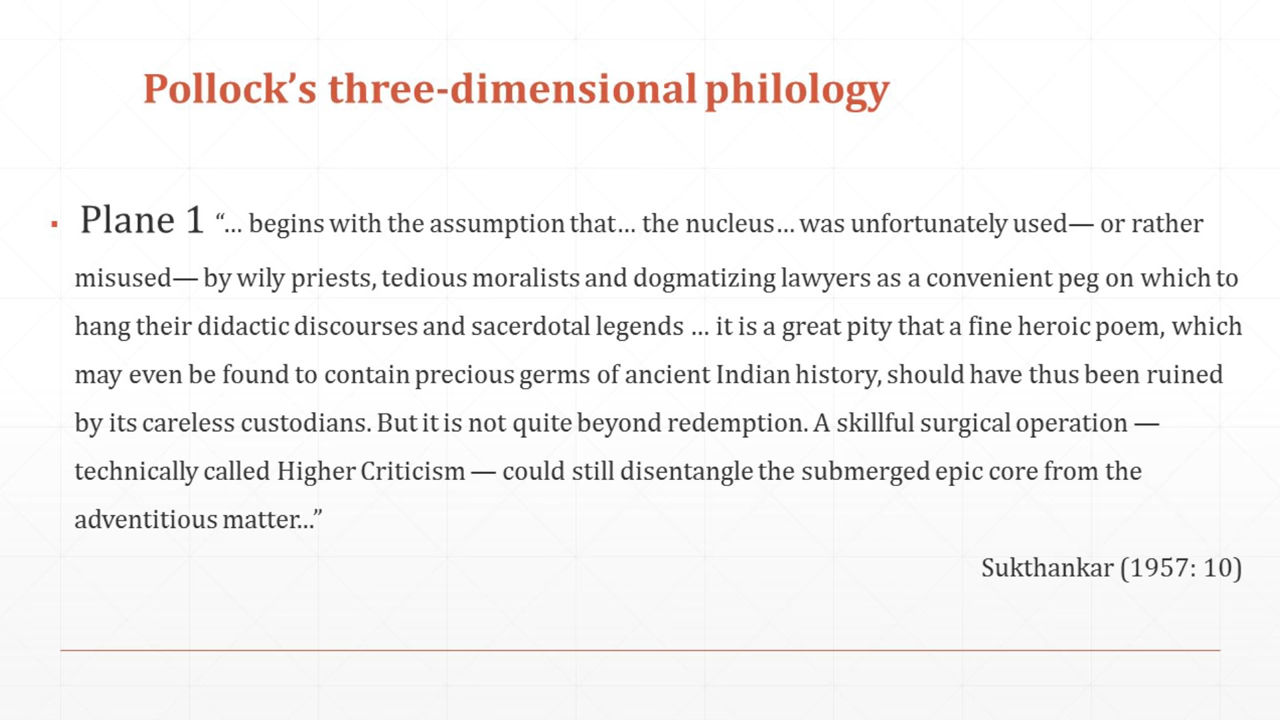 Pollock’s three-dimensional philology
▪ Plane 1 “… begins with the assumption that… the nucleus… was unfortunately used— or rather
misused— by wily priests, tedious moralists and dogmatizing lawyers as a convenient peg on which to
hang their didactic discourses and sacerdotal legends … it is a great pity that a fine heroic poem, which
may even be found to contain precious germs of ancient Indian history, should have thus been ruined
by its careless custodians. But it is not quite beyond redemption. A skillful surgical operation —
technically called Higher Criticism — could still disentangle the submerged epic core from the
adventitious matter…”
Sukthankar (1957: 10)